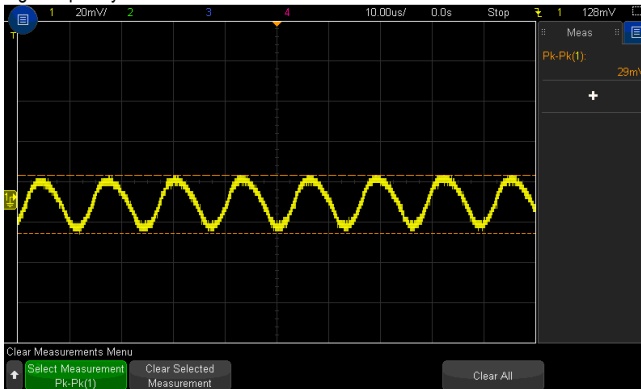 1 20mV/ 2 3 4 10.00us/ 0.0s Stop 1 128mV
T
Meas
Pk-Pk(1):
29mV
+
1
Clear Measurements Menu
Select Measurement
Pk-Pk(1)
Clear Selected
Measurement
Clear All